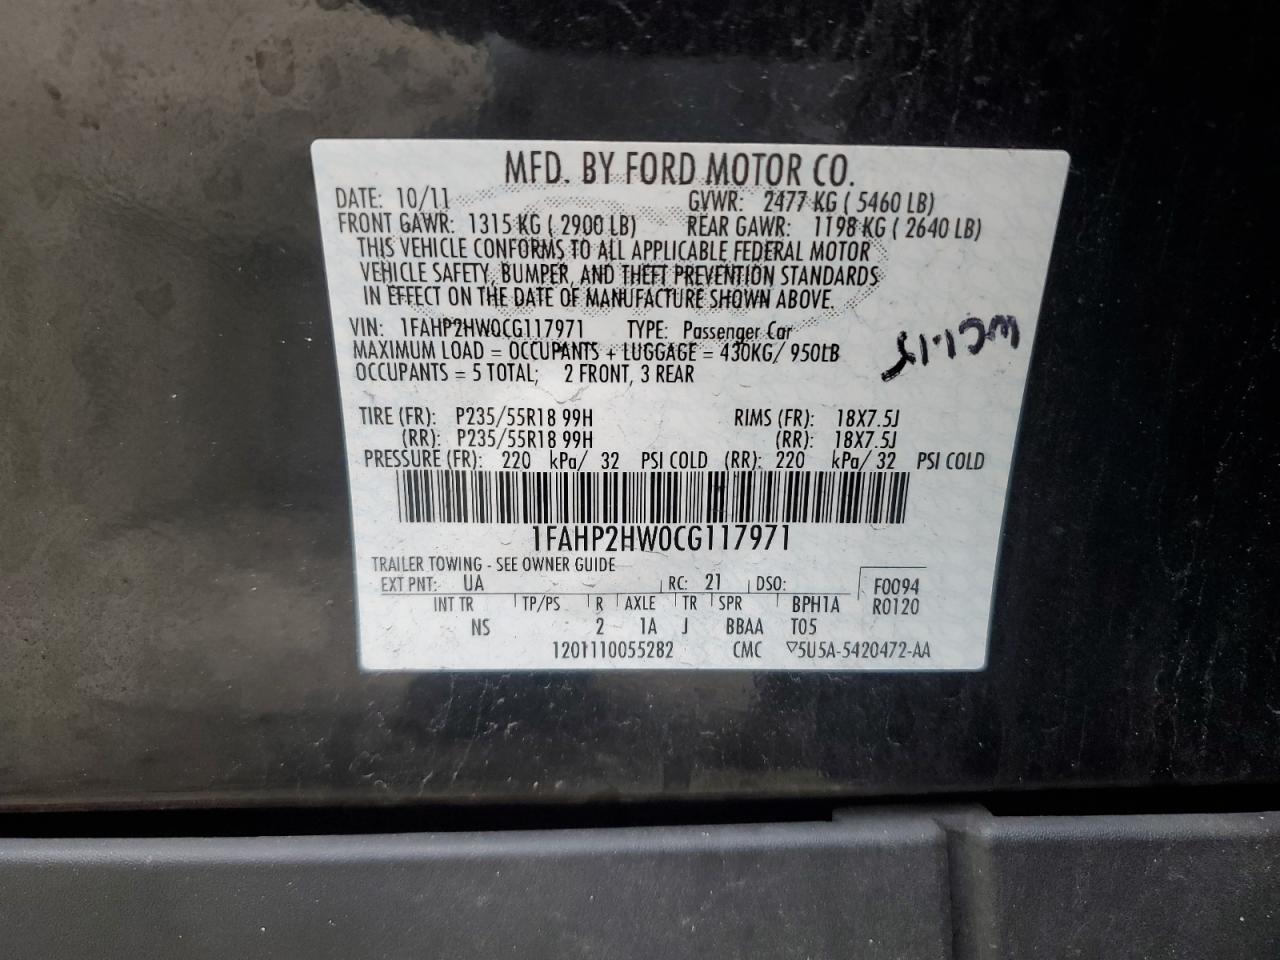 MFD. BY FORD MOTOR CO.
DATE: 10/11 GVWR: 2477 KG ( 5460 LB)
FRONT GAWR: 1315 KG ( 2900 LB) REAR GAWR: 1198 KG ( 2640 LB)
THIS VEHICLE CONFORMS TO ALL APPLICABLE FEDERAL MOTOR
VEHICLE SAFETY, BUMPER, AND THEFT PREVENTION STANDARDS
IN EFFECT ON THE DATE OF MANUFACTURE SHOWN ABOVE.
VIN: 1FAHP2HW0CG117971 TYPE: Passenger Car
MAXIMUM LOAD = OCCUPANTS + LUGGAGE = 430KG/ 950LB
OCCUPANTS = 5 TOTAL; 2 FRONT, 3 REAR
TIRE (FR): P235/55R18 99H RIMS (FR): 18X7.5J
(RR): P235/55R18 99H (RR): 18X7.5J
PRESSURE (FR): 220 kPa/ 32 PSI COLD (RR): 220 kPa/ 32 PSI COLD
1FAHP2HW0CG117971
TRAILER TOWING - SEE OWNER GUIDE
EXT PNT: UA RC: 21 DSO: F0094
R0120
INT TR TP/PS R AXLE TR SPR BPH1A
NS 2 1A J BBAA T05
1201110055282 CMC ▽5U5A-5420472-AA